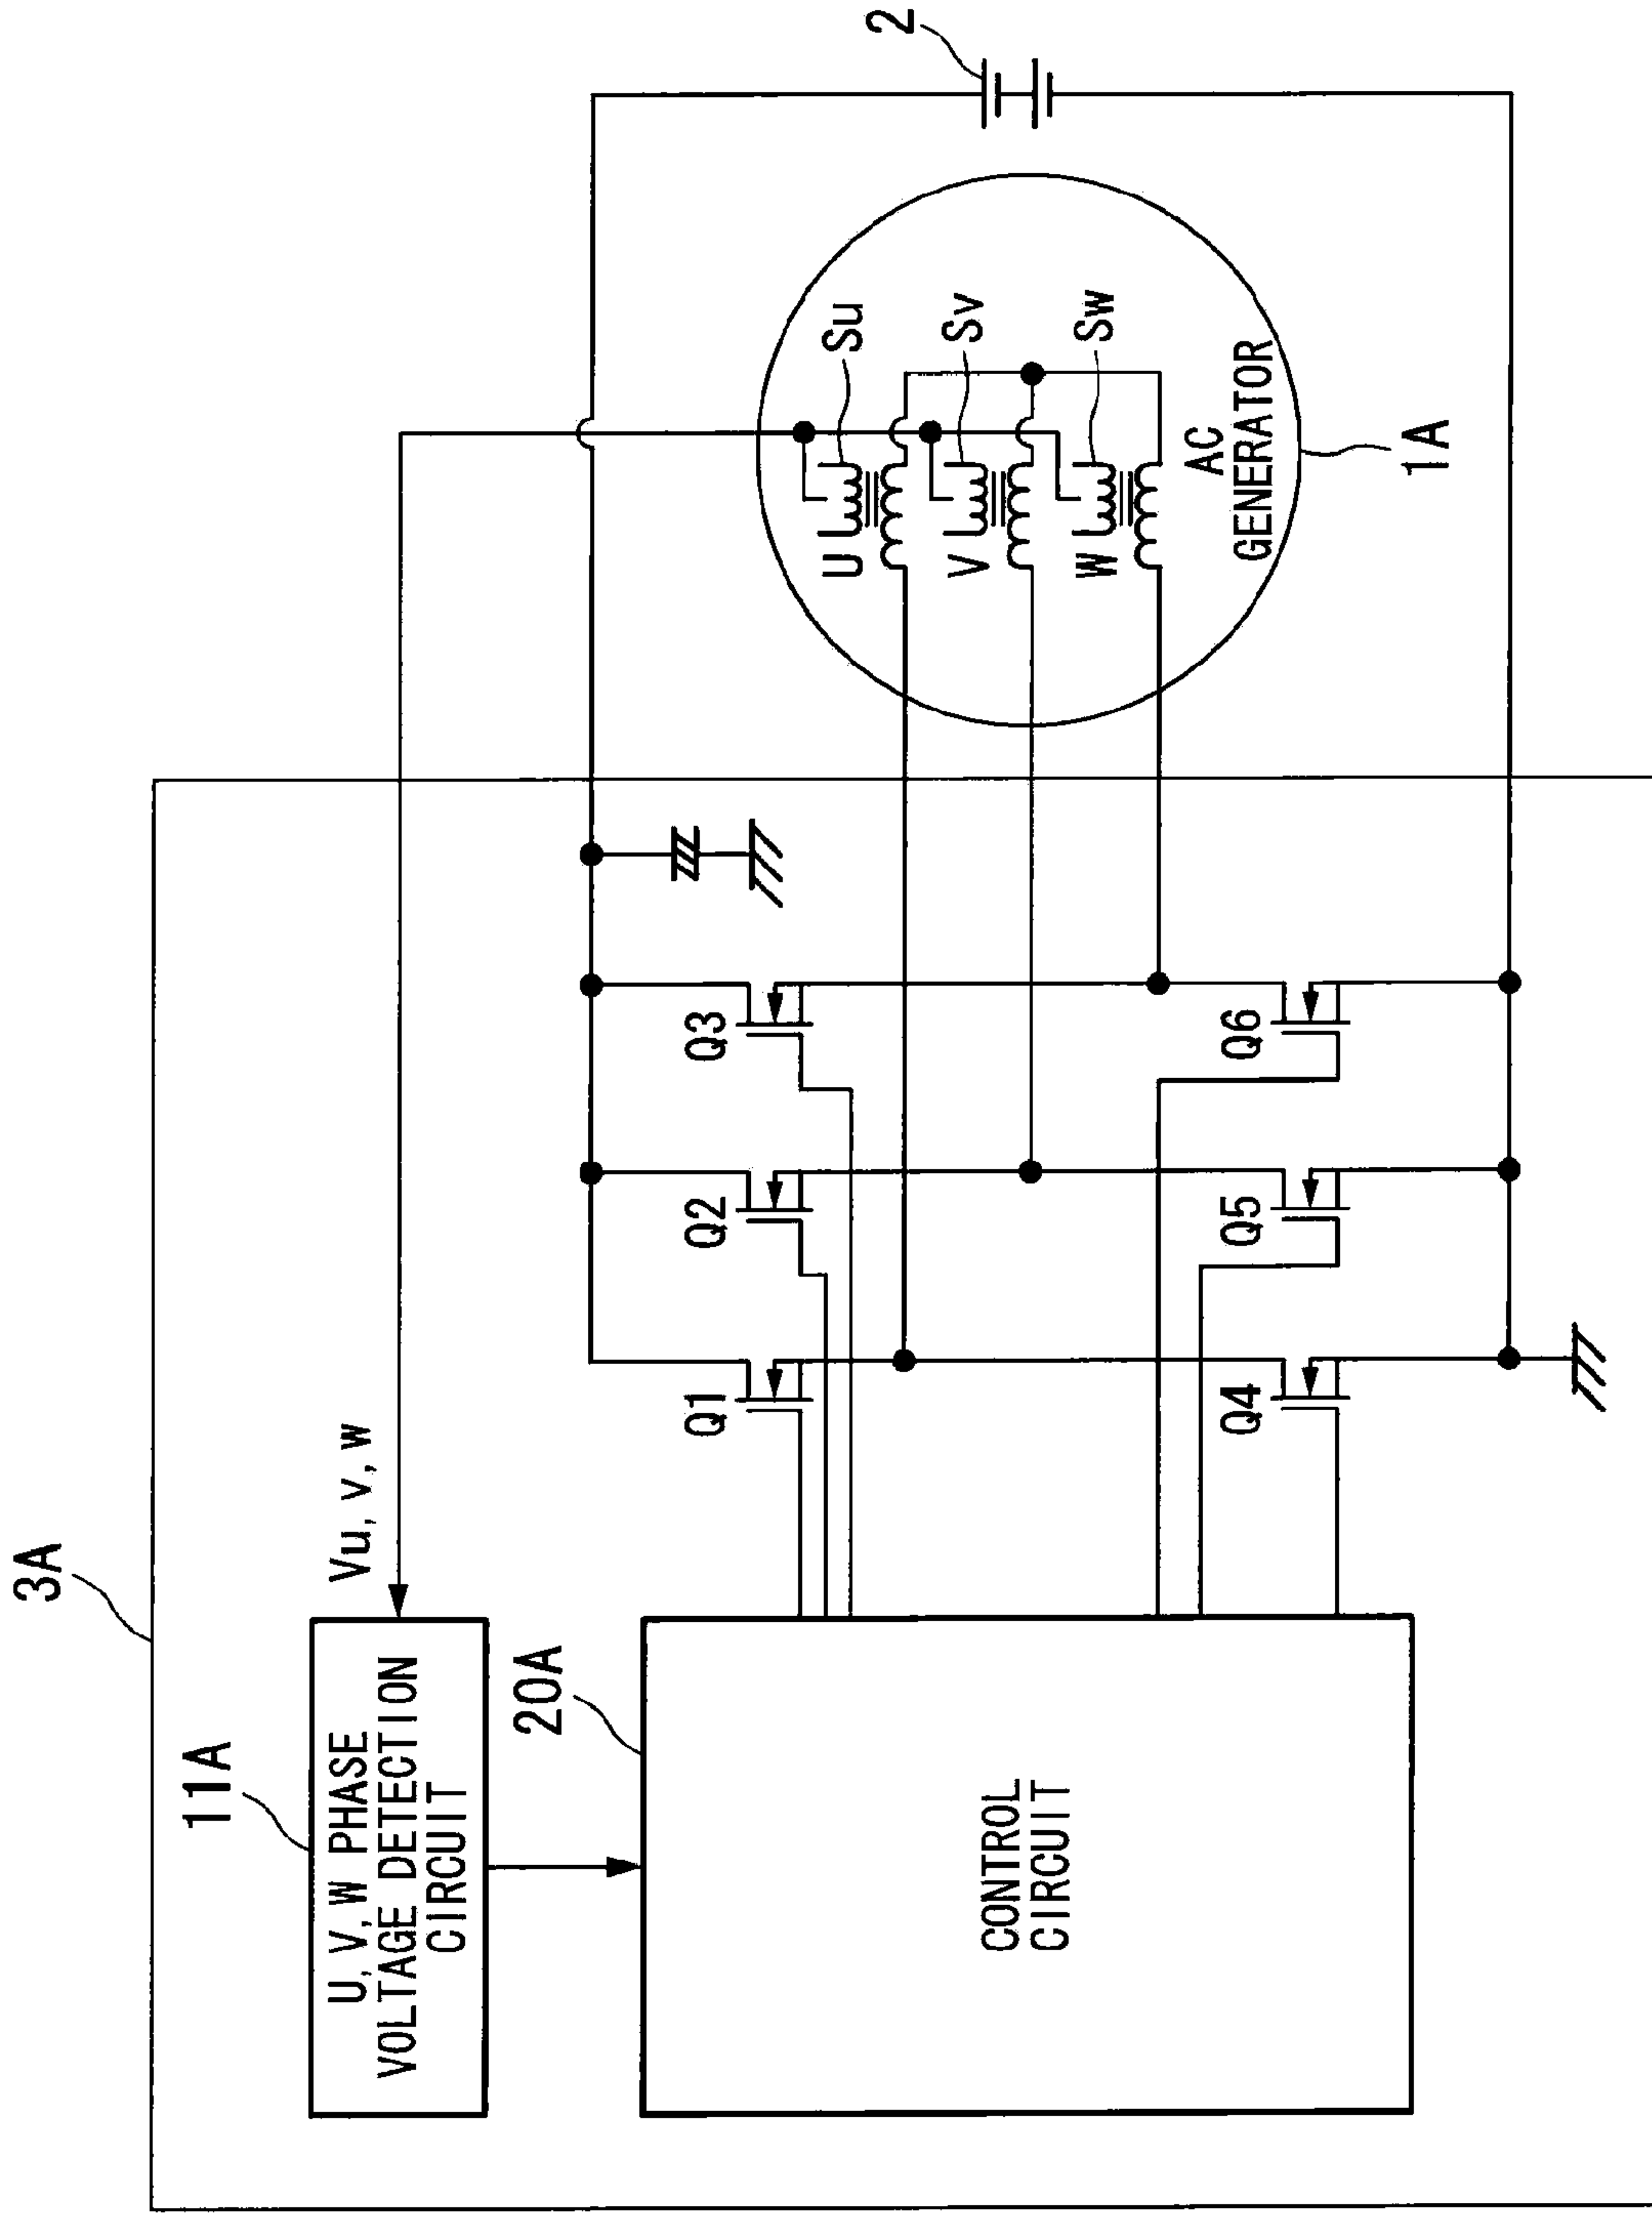 3A
11A
U, V, W PHASE
VOLTAGE DETECTION
CIRCUIT
Vu, v, w
20A
CONTROL
CIRCUIT
Q1
Q2
Q3
Q4
Q5
Q6
U
Su
V
Sv
W
Sw
AC
GENERATOR
1A
2